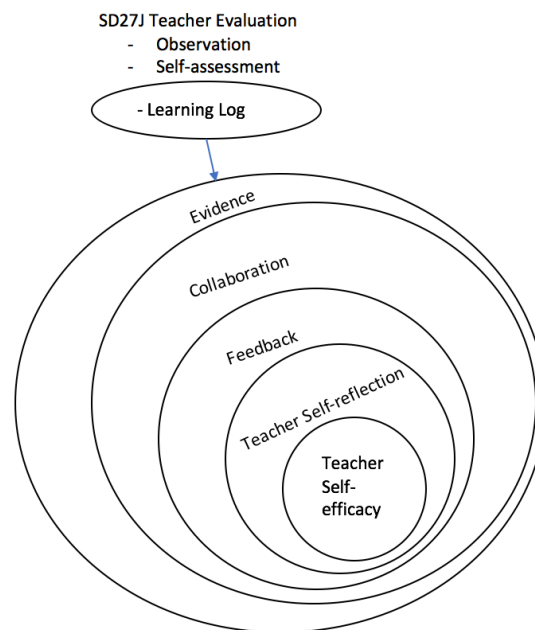 SD27J Teacher Evaluation
- Observation
- Self-assessment
- Learning Log
Evidence
Collaboration
Feedback
Teacher Self-reflection
Teacher
Self-
efficacy